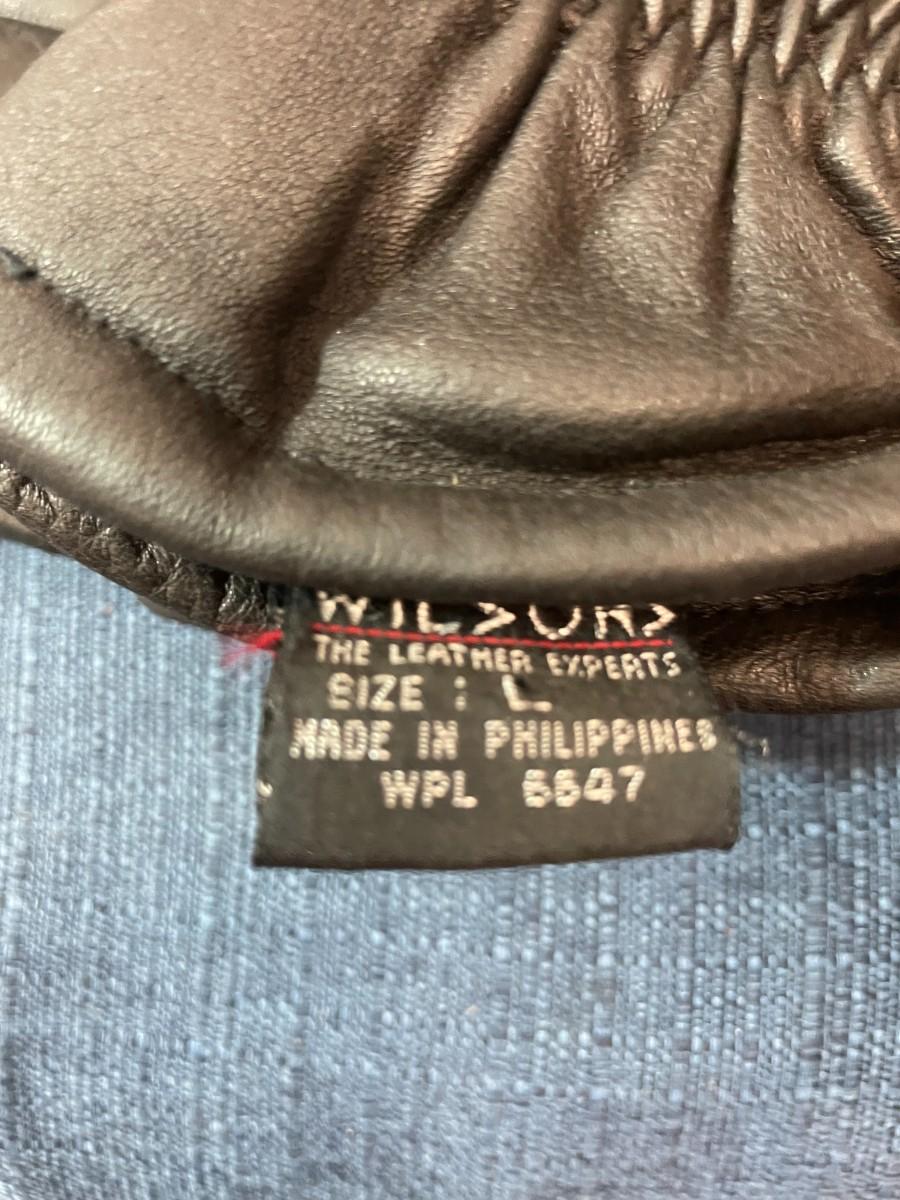 WILSONS
THE LEATHER EXPERTS
SIZE : L
MADE IN PHILIPPINES
WPL 6647